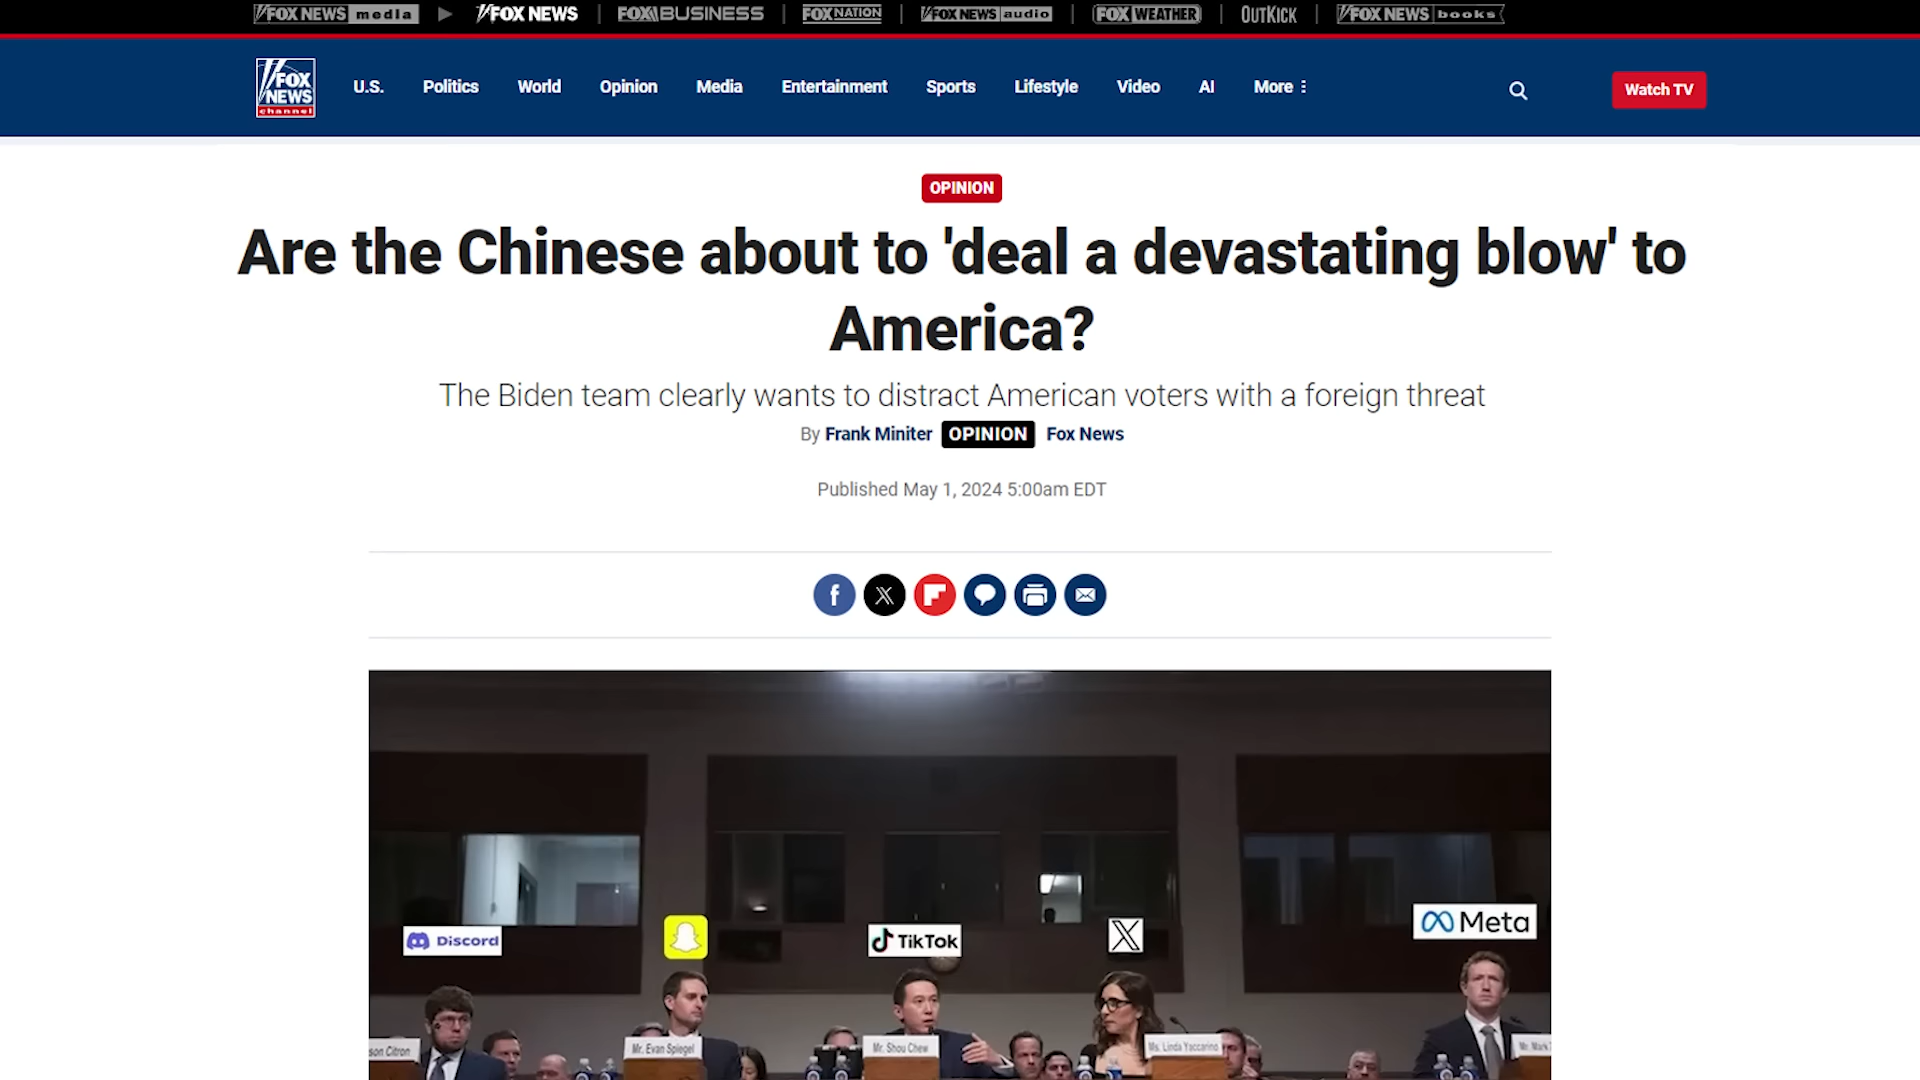 FOX NEWS media FOX NEWS FOX BUSINESS FOX NATION FOX NEWS audio FOX WEATHER OUTKICK FOX NEWS books
FOX
NEWS
channel
U.S. Politics World Opinion Media Entertainment Sports Lifestyle Video AI More Watch TV
OPINION
Are the Chinese about to 'deal a devastating blow' to
America?
The Biden team clearly wants to distract American voters with a foreign threat
By Frank Miniter OPINION Fox News
Published May 1, 2024 5:00am EDT
Discord
TikTok
X
Meta
son Citron
Mr. Evan Spiegel
Mr. Shou Chew
Ms. Linda Yaccarino
Mr. Mark